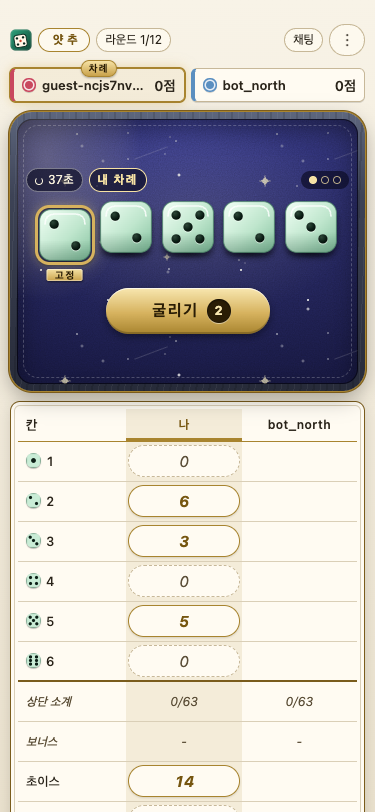 얏추 라운드 1/12 채팅
차례
guest-ncjs7nv... 0점 bot_north 0점
37초 내 차례
고정
굴리기 2
칸 나 bot_north
1 0
2 6
3 3
4 0
5 5
6 0
상단 소계 0/63 0/63
보너스 - -
초이스 14